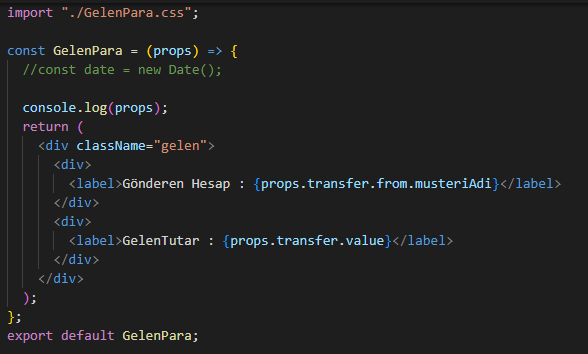 import "./GelenPara.css";
const GelenPara = (props) => {
//const date = new Date();
console.log(props);
return (
<div className="gelen">
<div>
<label>Gönderen Hesap : {props.transfer.from.musteriAdi}</label>
</div>
<div>
<label>GelenTutar : {props.transfer.value}</label>
</div>
</div>
);
};
export default GelenPara;